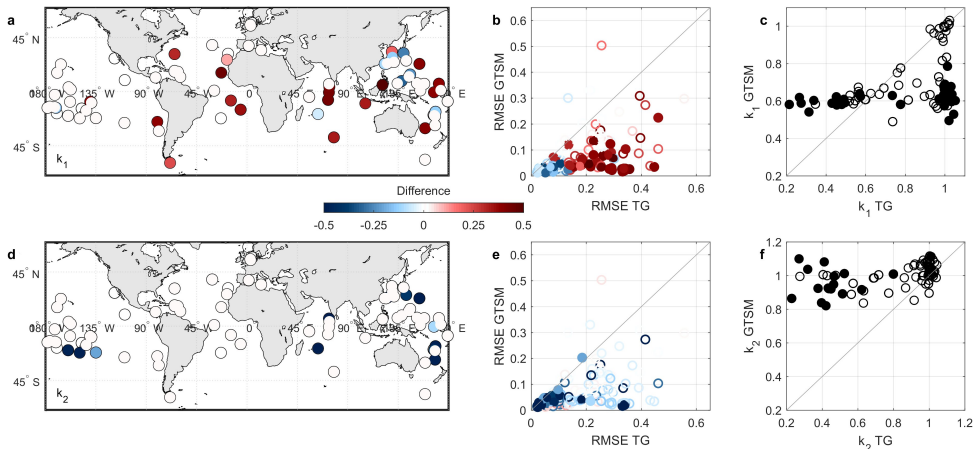 a
45° N
0°
45° S
180° W
135° W
90° W
45° W
0°
45° E
90° E
135° E
180° E
k1
b
RMSE GTSM
0.6
0.5
0.4
0.3
0.2
0.1
0
0 0.2 0.4 0.6
RMSE TG
c
k1 GTSM
1
0.8
0.6
0.4
0.2
0.2 0.4 0.6 0.8 1
k1 TG
Difference
-0.5 -0.25 0 0.25 0.5
d
45° N
0°
45° S
180° W
135° W
90° W
45° W
0°
45° E
90° E
135° E
180° E
k2
e
RMSE GTSM
0.6
0.5
0.4
0.3
0.2
0.1
0
0 0.2 0.4 0.6
RMSE TG
f
k2 GTSM
1.2
1
0.8
0.6
0.4
0.2
0.2 0.4 0.6 0.8 1 1.2
k2 TG